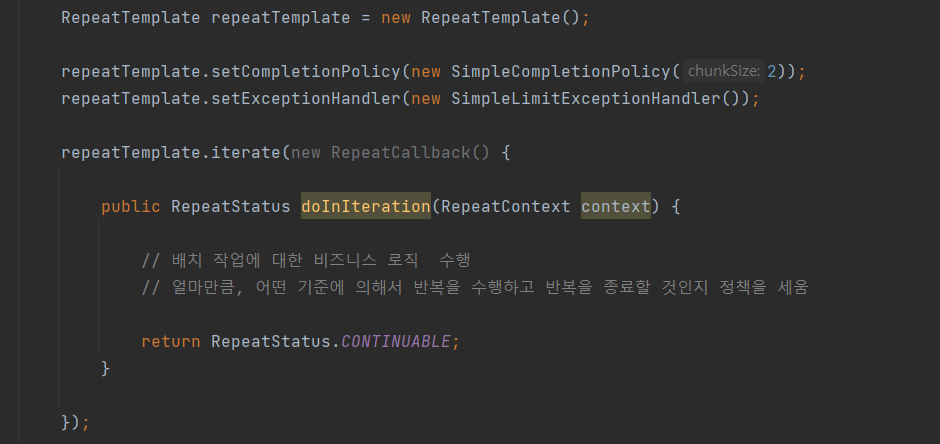 RepeatTemplate repeatTemplate = new RepeatTemplate();
repeatTemplate.setCompletionPolicy(new SimpleCompletionPolicy( chunkSize: 2));
repeatTemplate.setExceptionHandler(new SimpleLimitExceptionHandler());
repeatTemplate.iterate(new RepeatCallback() {
public RepeatStatus doInIteration(RepeatContext context) {
// 배치 작업에 대한 비즈니스 로직  수행
// 얼마만큼, 어떤 기준에 의해서 반복을 수행하고 반복을 종료할 것인지 정책을 세움
return RepeatStatus.CONTINUABLE;
}
});